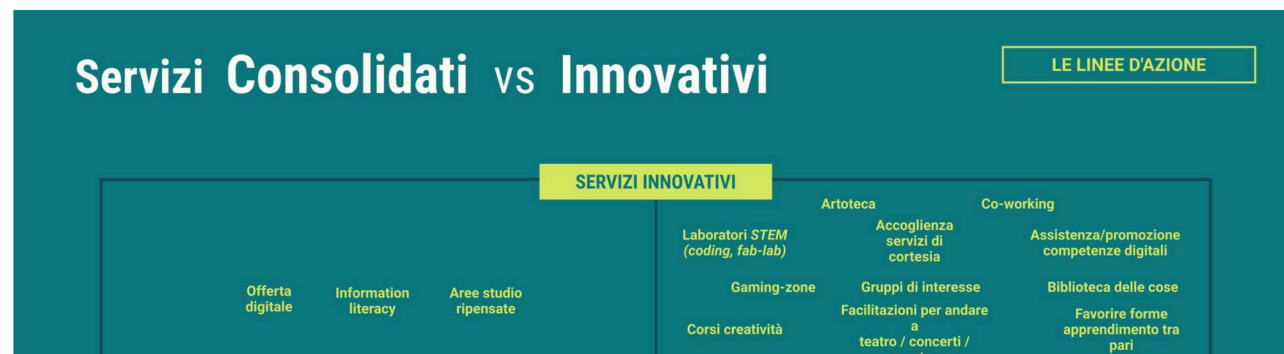 Servizi Consolidati vs Innovativi
LE LINEE D'AZIONE
SERVIZI INNOVATIVI
Offerta
digitale
Information
literacy
Aree studio
ripensate
Artoteca
Co-working
Laboratori STEM
(coding, fab-lab)
Accoglienza
servizi di
cortesia
Assistenza/promozione
competenze digitali
Gaming-zone
Gruppi di interesse
Biblioteca delle cose
Corsi creatività
Facilitazioni per andare
a
teatro / concerti /
Favorire forme
apprendimento tra
pari